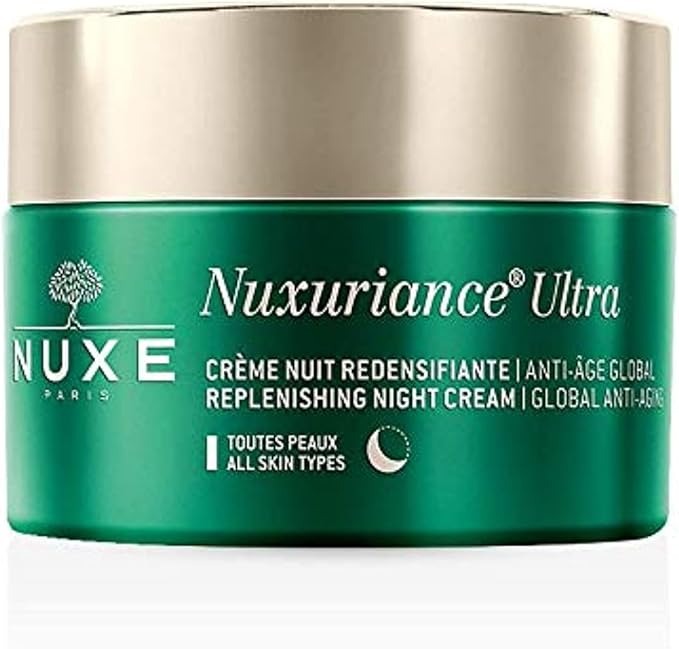 Nuxuriance® Ultra
NUXE
PARIS
CRÈME NUIT REDENSIFIANTE | ANTI-ÂGE GLOBAL
REPLENISHING NIGHT CREAM | GLOBAL ANTI-AGING
TOUTES PEAUX
ALL SKIN TYPES